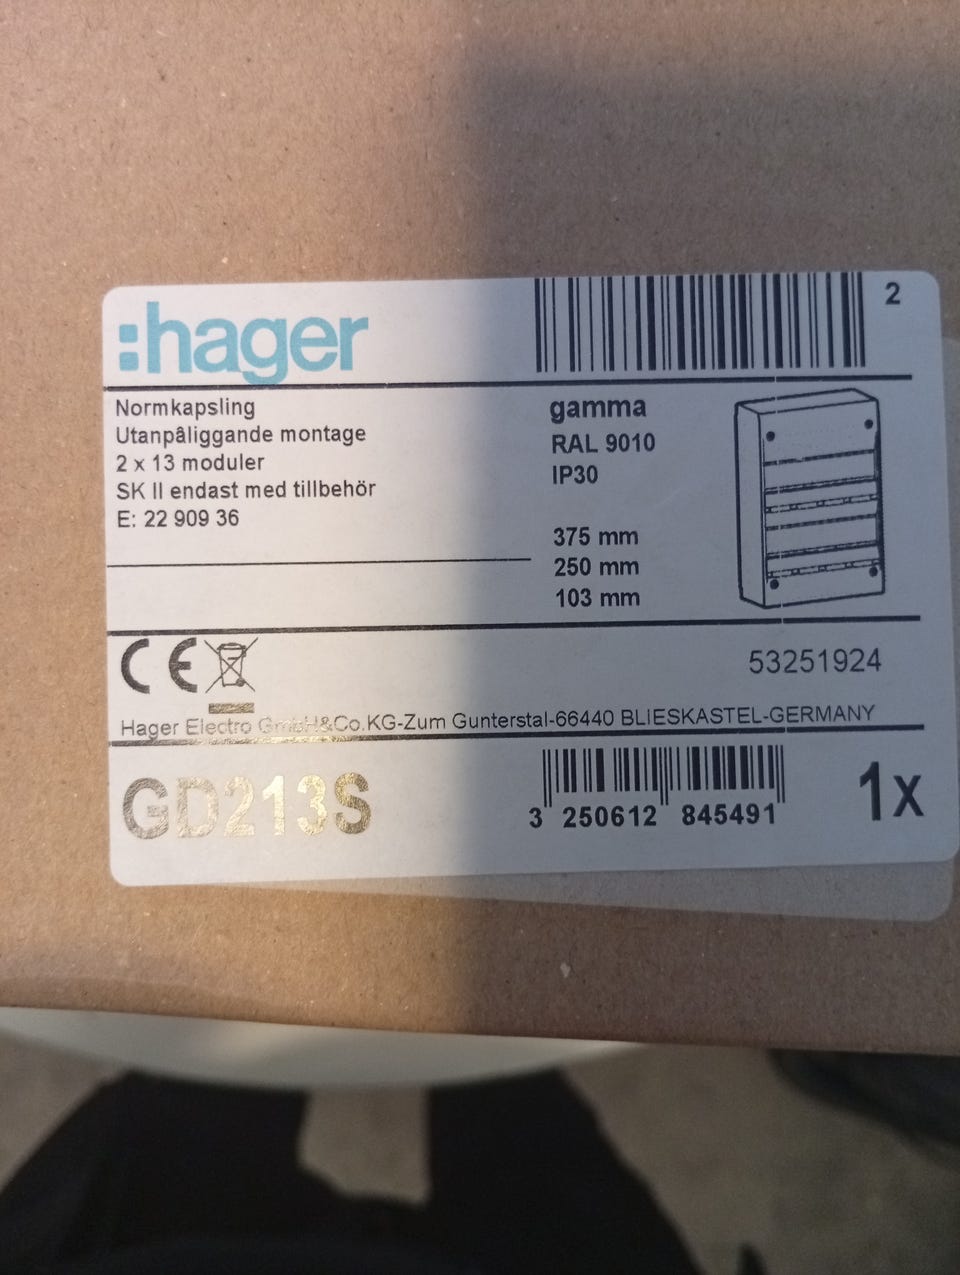 :hager
2
Normkapsling
Utanpåliggande montage
2 x 13 moduler
SK II endast med tillbehör
E: 22 909 36
gamma
RAL 9010
IP30
375 mm
250 mm
103 mm
CE
53251924
Hager Electro GmbH&Co.KG-Zum Gunterstal-66440 BLIESKASTEL-GERMANY
GD213S
3 250612 845491
1x